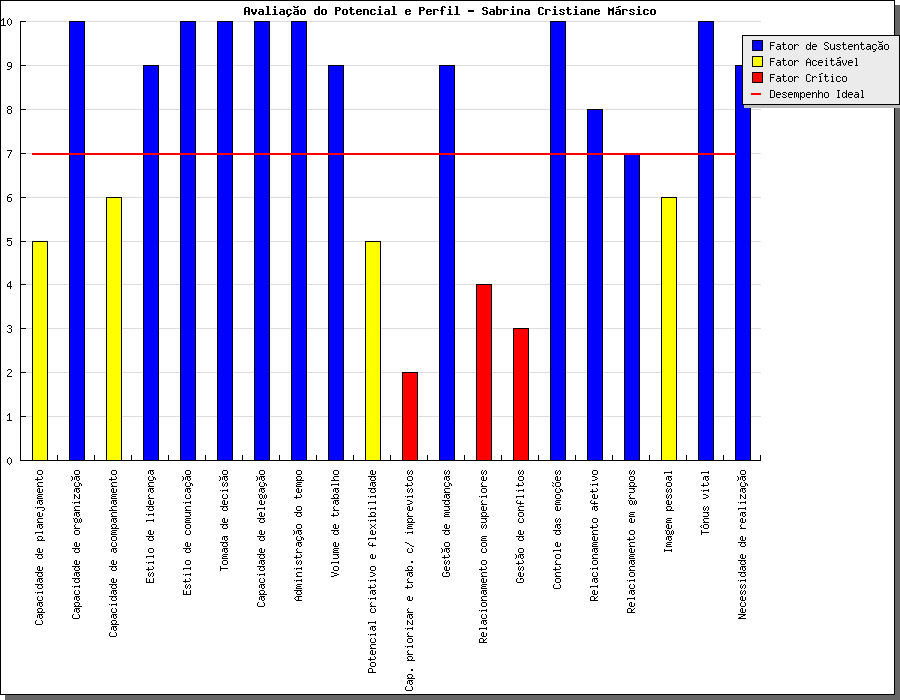 Avaliação do Potencial e Perfil - Sabrina Cristiane Mársico
10
9
8
7
6
5
4
3
2
1
0
Fator de Sustentação
Fator Aceitável
Fator Crítico
Desempenho Ideal
Capacidade de planejamento
Capacidade de organização
Capacidade de acompanhamento
Estilo de liderança
Estilo de comunicação
Tomada de decisão
Capacidade de delegação
Administração do tempo
Volume de trabalho
Potencial criativo e flexibilidade
Cap. priorizar e trab. c/ imprevistos
Gestão de mudanças
Relacionamento com superiores
Gestão de conflitos
Controle das emoções
Relacionamento afetivo
Relacionamento em grupos
Imagem pessoal
Tônus vital
Necessidade de realização